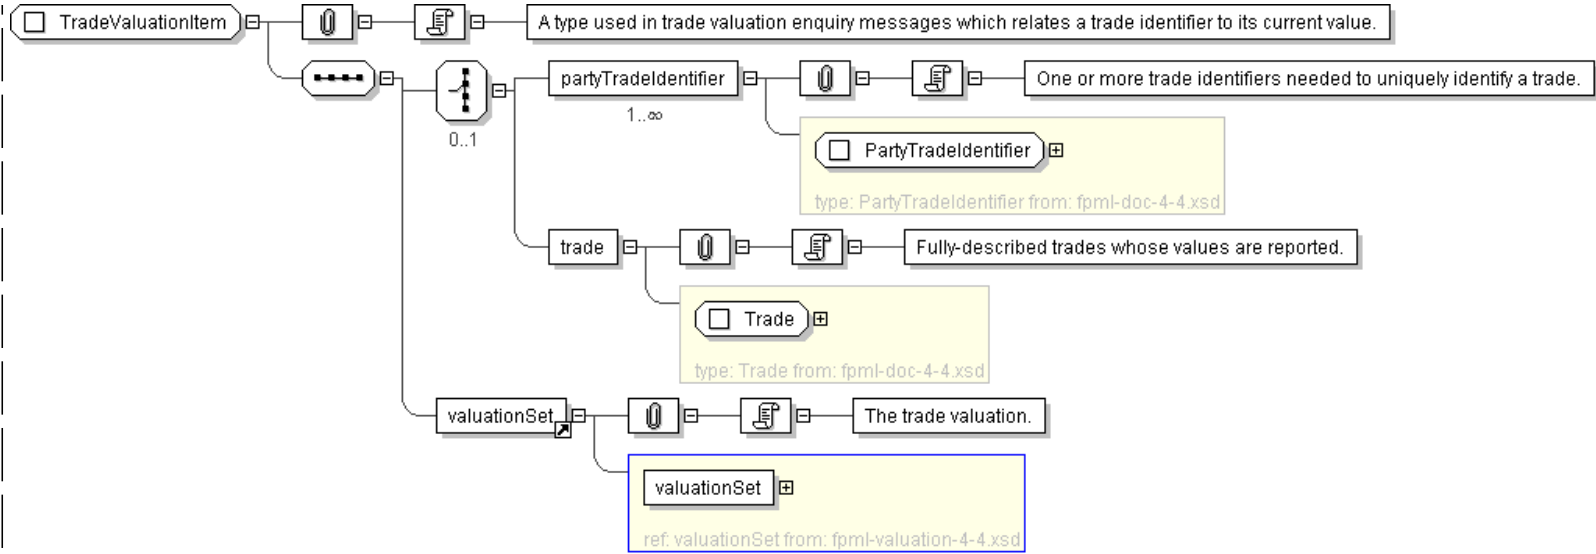 TradeValuationItem
A type used in trade valuation enquiry messages which relates a trade identifier to its current value.
partyTradeIdentifier
One or more trade identifiers needed to uniquely identify a trade.
1..∞
0..1
PartyTradeIdentifier
type: PartyTradeIdentifier from: fpml-doc-4-4.xsd
trade
Fully-described trades whose values are reported.
Trade
type: Trade from: fpml-doc-4-4.xsd
valuationSet
The trade valuation.
valuationSet
ref: valuationSet from: fpml-valuation-4-4.xsd